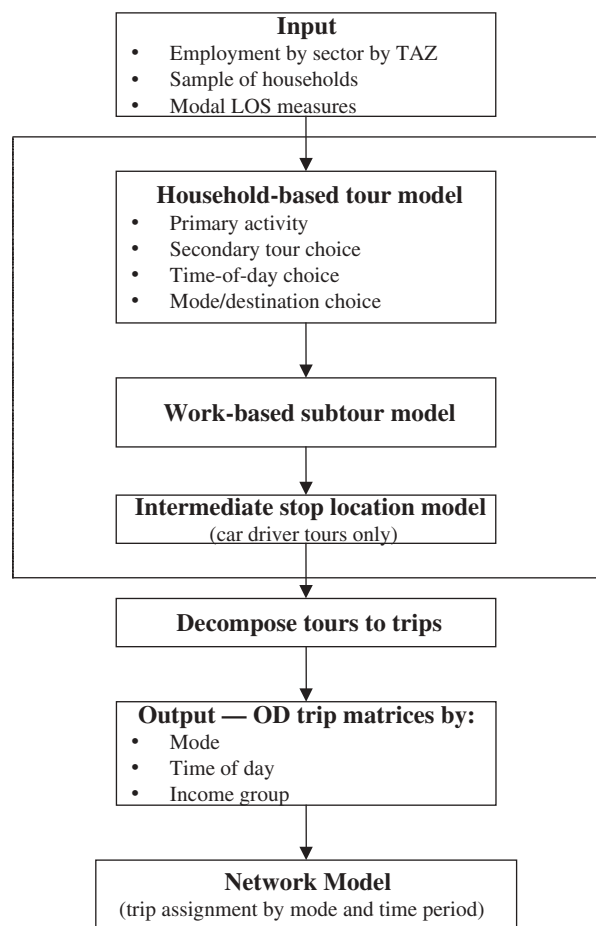 Input
• Employment by sector by TAZ
• Sample of households
• Modal LOS measures
Household-based tour model
• Primary activity
• Secondary tour choice
• Time-of-day choice
• Mode/destination choice
Work-based subtour model
Intermediate stop location model
(car driver tours only)
Decompose tours to trips
Output — OD trip matrices by:
• Mode
• Time of day
• Income group
Network Model
(trip assignment by mode and time period)